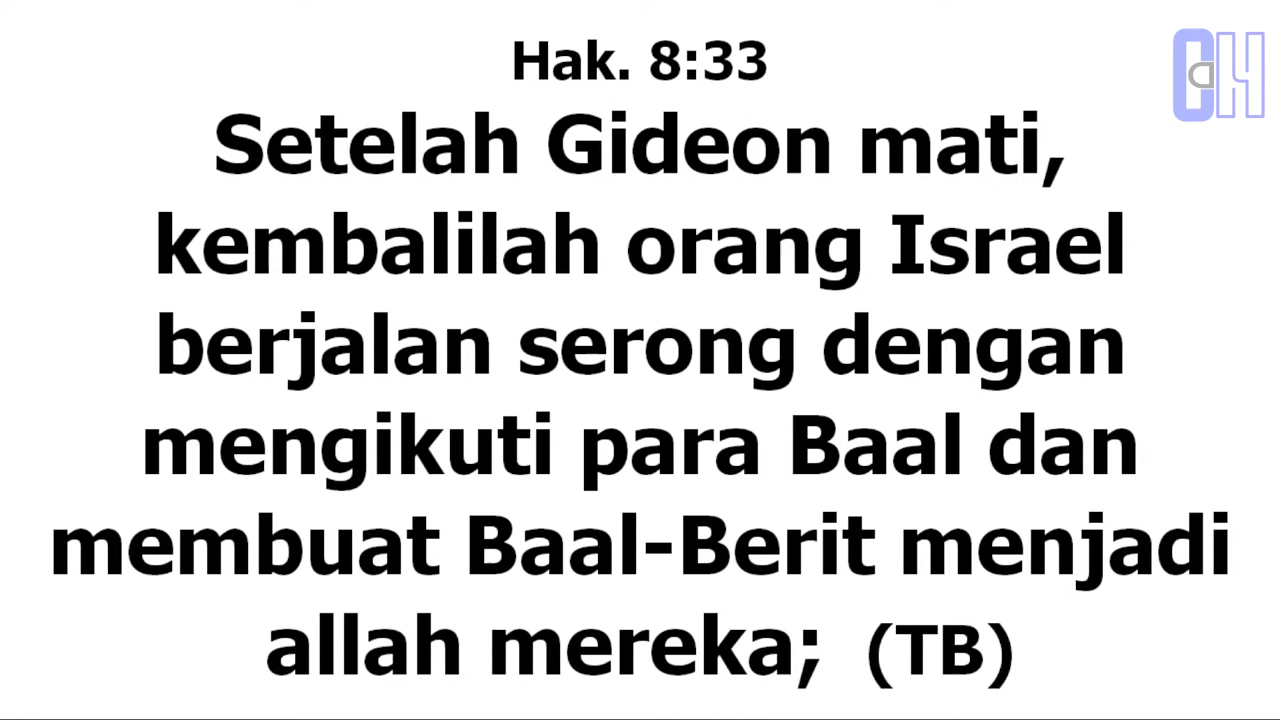 Hak. 8:33
Setelah Gideon mati,
kembalilah orang Israel
berjalan serong dengan
mengikuti para Baal dan
membuat Baal-Berit menjadi
allah mereka; (TB)